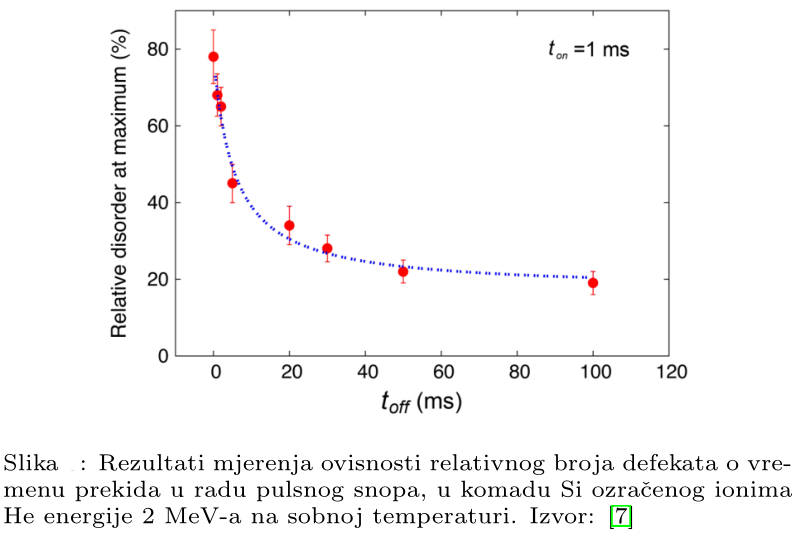 80
60
40
20
0
Relative disorder at maximum (%)
t_on =1 ms
0 20 40 60 80 100 120
t_off (ms)
Slika : Rezultati mjerenja ovisnosti relativnog broja defekata o vre-
menu prekida u radu pulsnog snopa, u komadu Si ozračenog ionima
He energije 2 MeV-a na sobnoj temperaturi. Izvor: [7]